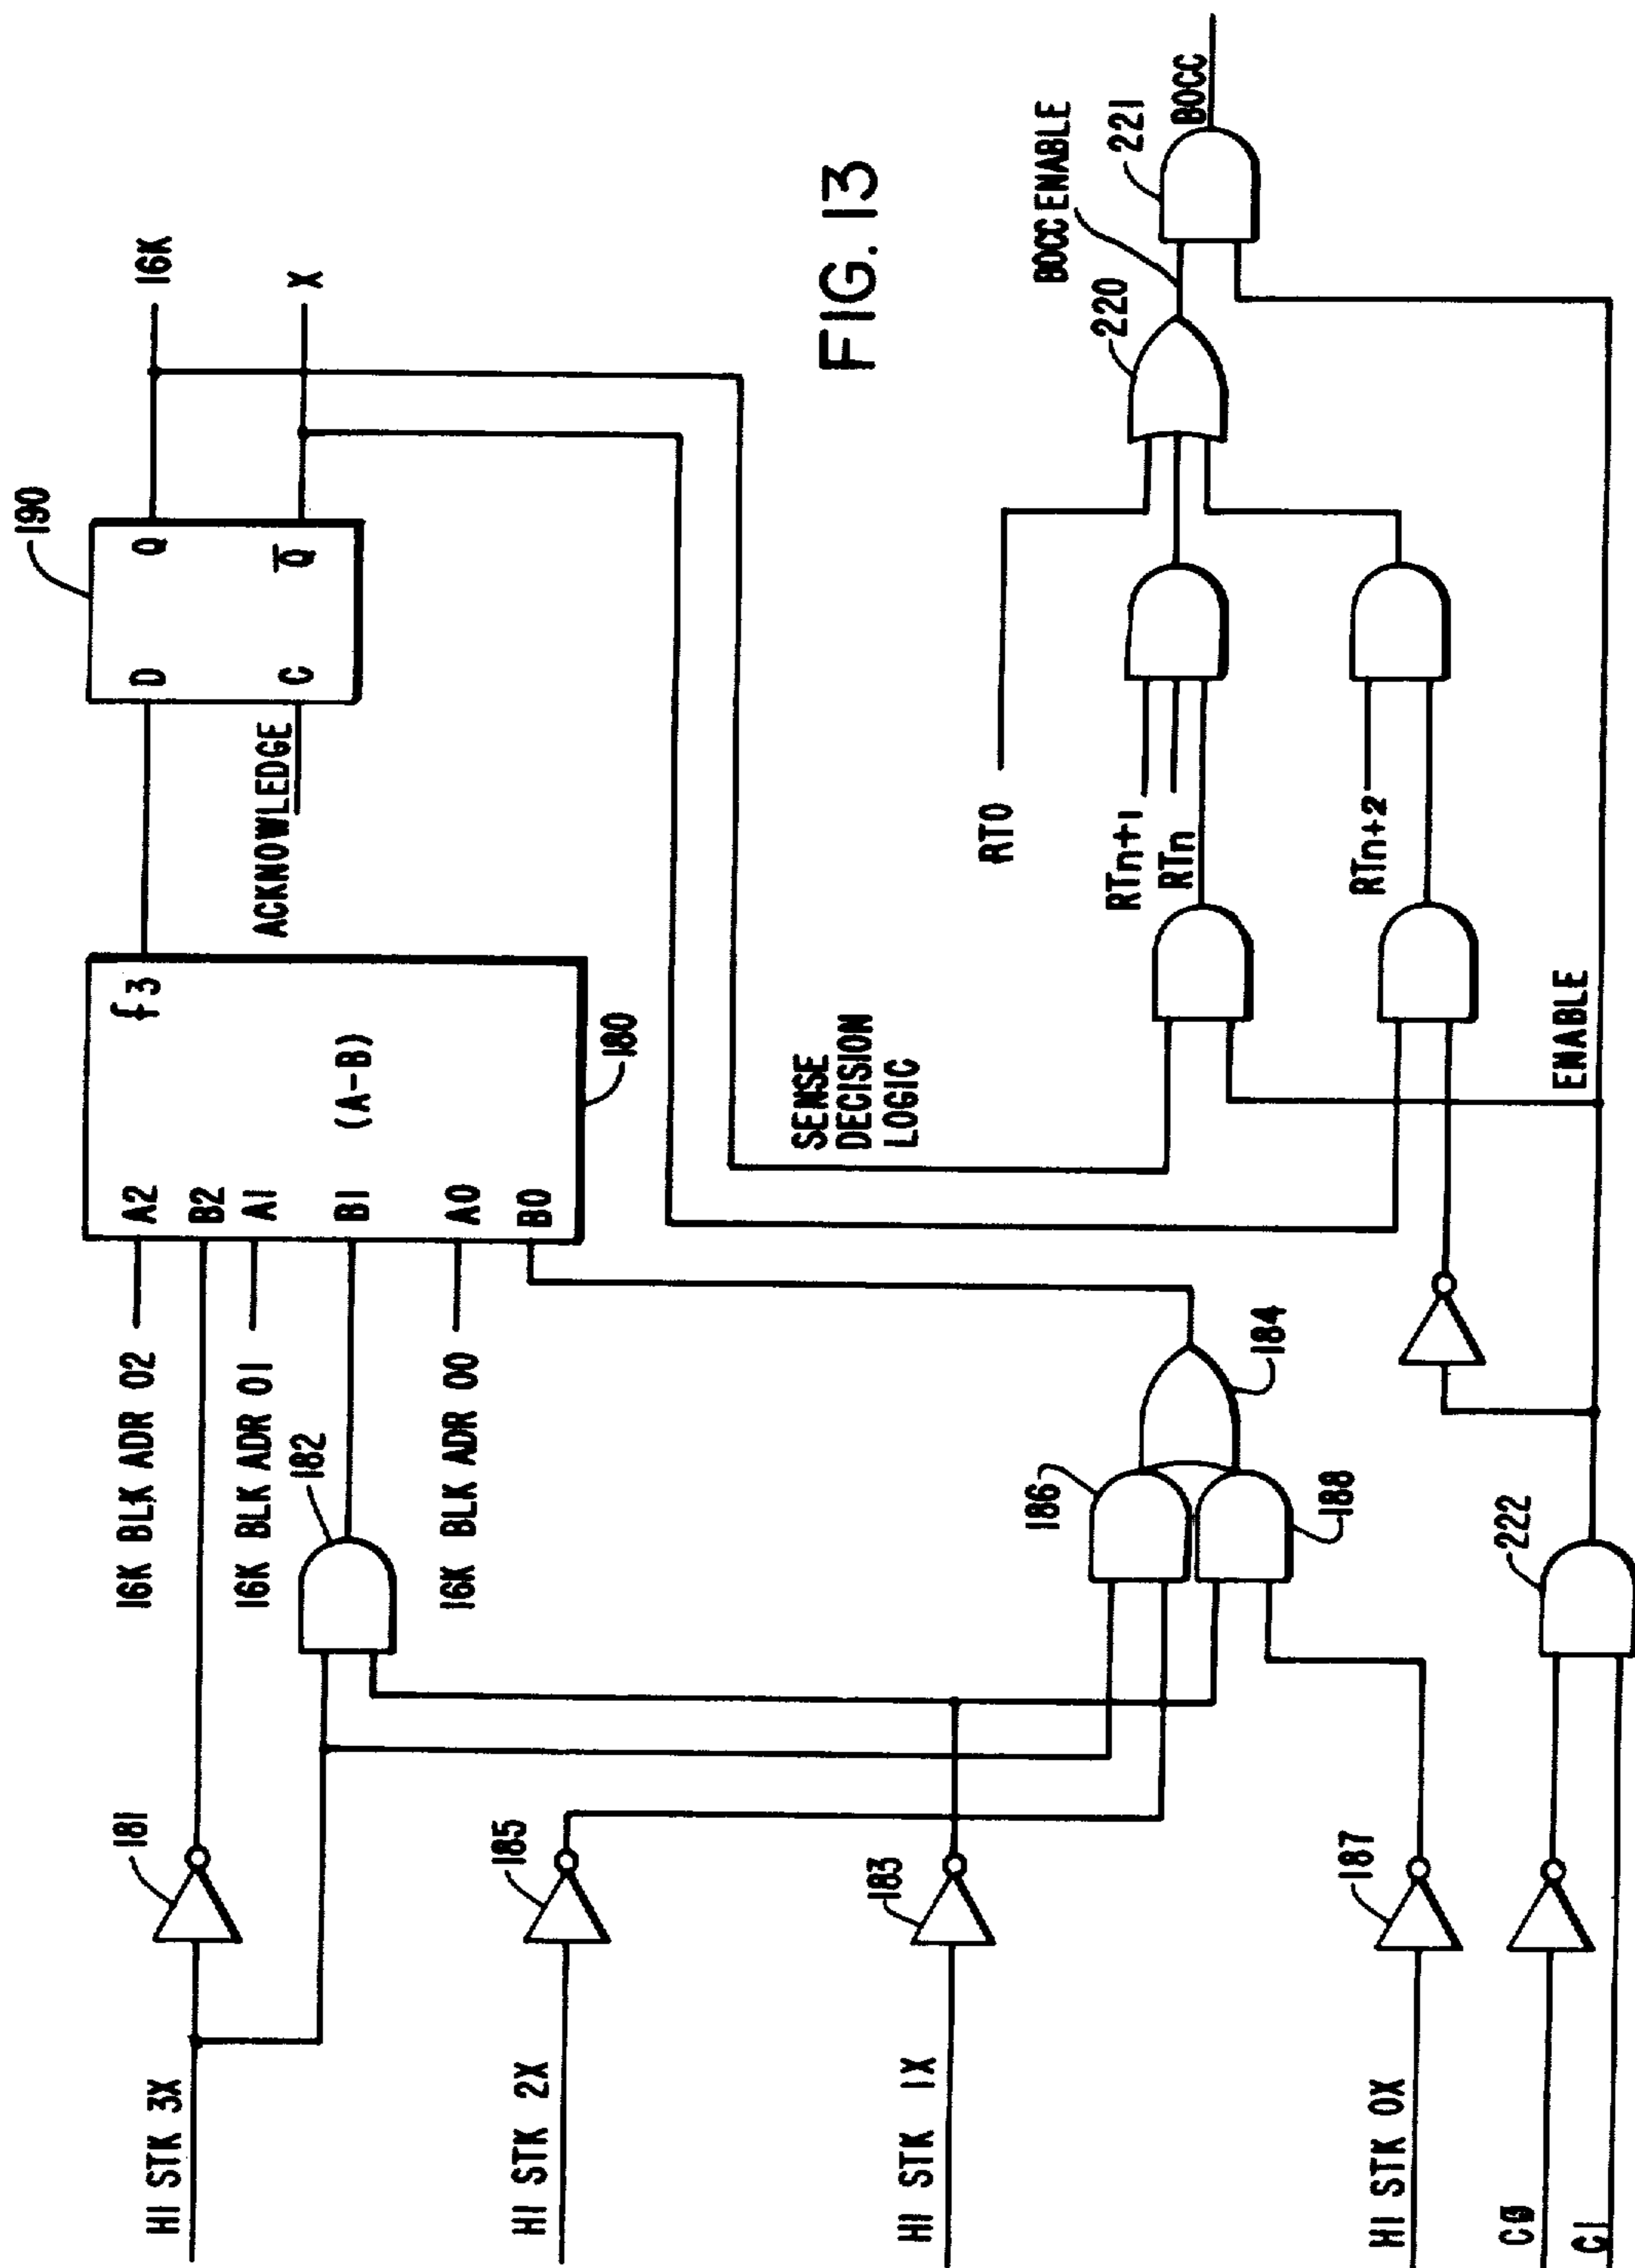 HI STK 3X
HI STK 2X
HI STK 1X
HI STK 0X
CØ
C1
181
185
183
187
16K BLK ADR 02
16K BLK ADR 01
182
16K BLK ADR 00
186
188
184
222
A2
B2
A1
B1
A0
B0
f3
(A-B)
180
190
D
Q
C
Q̅
ACKNOWLEDGE
16K
X
FIG. 13
SENSE
DECISION
LOGIC
ENABLE
RT0
RTn+1
RTn
RTn+2
220
BOCC ENABLE
221
BOCC